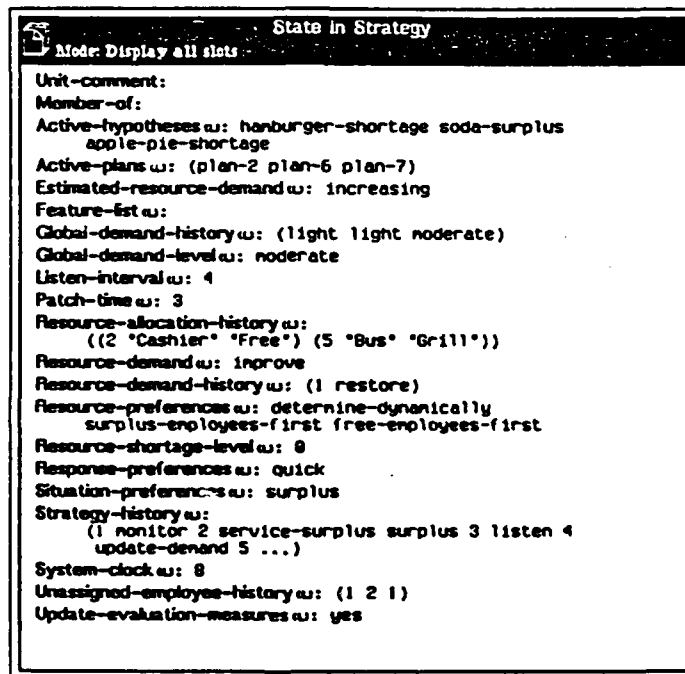 State in Strategy
Mode: Display all slots
Unit-comment:
Member-of:
Active-hypotheses: hamburger-shortage soda-surplus
apple-pie-shortage
Active-plans: (plan-2 plan-6 plan-7)
Estimated-resource-demand: increasing
Feature-list:
Global-demand-history: (light light moderate)
Global-demand-level: moderate
Listen-interval: 4
Patch-time: 3
Resource-allocation-history:
((2 "Cashier" "Free") (5 "Bus" "Grill"))
Resource-demand: improve
Resource-demand-history: (1 restore)
Resource-preferences: determine-dynamically
surplus-employees-first free-employees-first
Resource-shortage-level: 0
Response-preferences: quick
Situation-preferences: surplus
Strategy-history:
(1 monitor 2 service-surplus surplus 3 listen 4
update-demand 5 ...)
System-clock: 8
Unassigned-employee-history: (1 2 1)
Update-evaluation-measures: yes